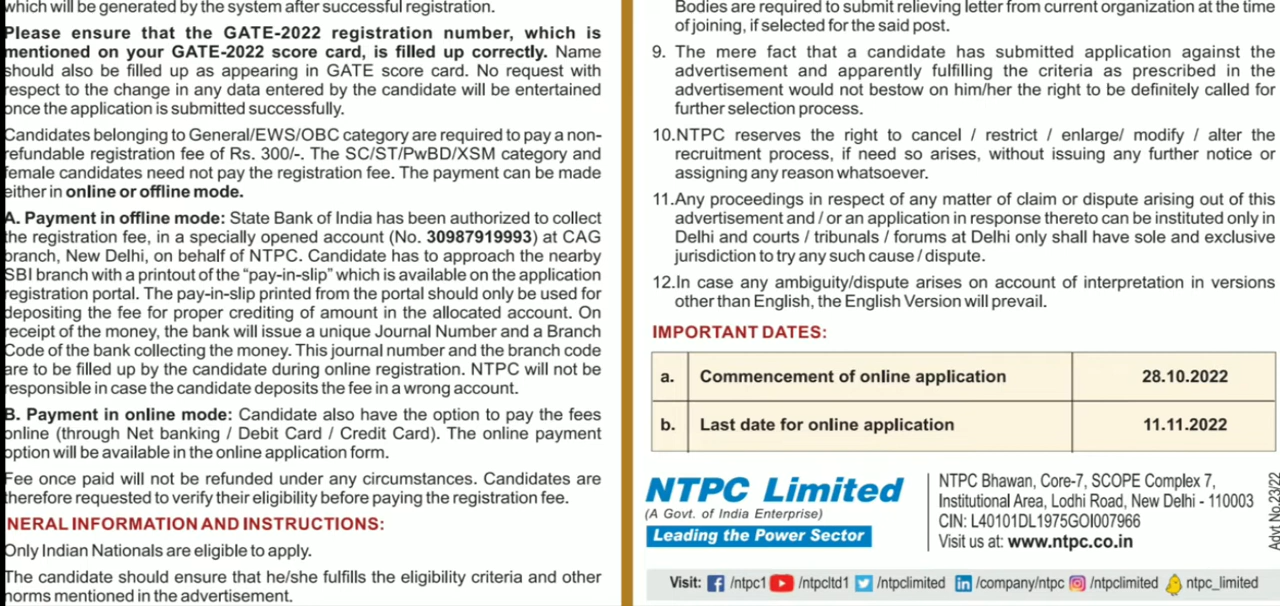 which will be generated by the system after successful registration.
Please ensure that the GATE-2022 registration number, which is
mentioned on your GATE-2022 score card, is filled up correctly. Name
should also be filled up as appearing in GATE score card. No request with
respect to the change in any data entered by the candidate will be entertained
once the application is submitted successfully.
Candidates belonging to General/EWS/OBC category are required to pay a non-
refundable registration fee of Rs. 300/-. The SC/ST/PwBD/XSM category and
female candidates need not pay the registration fee. The payment can be made
either in online or offline mode.
A. Payment in offline mode: State Bank of India has been authorized to collect
the registration fee, in a specially opened account (No. 30987919993) at CAG
branch, New Delhi, on behalf of NTPC. Candidate has to approach the nearby
SBI branch with a printout of the “pay-in-slip” which is available on the application
registration portal. The pay-in-slip printed from the portal should only be used for
depositing the fee for proper crediting of amount in the allocated account. On
receipt of the money, the bank will issue a unique Journal Number and a Branch
Code of the bank collecting the money. This journal number and the branch code
are to be filled up by the candidate during online registration. NTPC will not be
responsible in case the candidate deposits the fee in a wrong account.
B. Payment in online mode: Candidate also have the option to pay the fees
online (through Net banking / Debit Card / Credit Card). The online payment
option will be available in the online application form.
Fee once paid will not be refunded under any circumstances. Candidates are
therefore requested to verify their eligibility before paying the registration fee.
NERAL INFORMATION AND INSTRUCTIONS:
Only Indian Nationals are eligible to apply.
The candidate should ensure that he/she fulfills the eligibility criteria and other
norms mentioned in the advertisement.
Bodies are required to submit relieving letter from current organization at the time
of joining, if selected for the said post.
9. The mere fact that a candidate has submitted application against the
advertisement and apparently fulfilling the criteria as prescribed in the
advertisement would not bestow on him/her the right to be definitely called for
further selection process.
10.NTPC reserves the right to cancel / restrict / enlarge/ modify / alter the
recruitment process, if need so arises, without issuing any further notice or
assigning any reason whatsoever.
11.Any proceedings in respect of any matter of claim or dispute arising out of this
advertisement and / or an application in response thereto can be instituted only in
Delhi and courts / tribunals / forums at Delhi only shall have sole and exclusive
jurisdiction to try any such cause / dispute.
12.In case any ambiguity/dispute arises on account of interpretation in versions
other than English, the English Version will prevail.
IMPORTANT DATES:
a. Commencement of online application 28.10.2022
b. Last date for online application 11.11.2022
NTPC Limited
(A Govt. of India Enterprise)
Leading the Power Sector
NTPC Bhawan, Core-7, SCOPE Complex 7,
Institutional Area, Lodhi Road, New Delhi - 110003
CIN: L40101DL1975GOI007966
Visit us at: www.ntpc.co.in
Advt No.23/22
Visit: /ntpc1 /ntpcltd1 /ntpclimited /company/ntpc /ntpclimited ntpc_limited